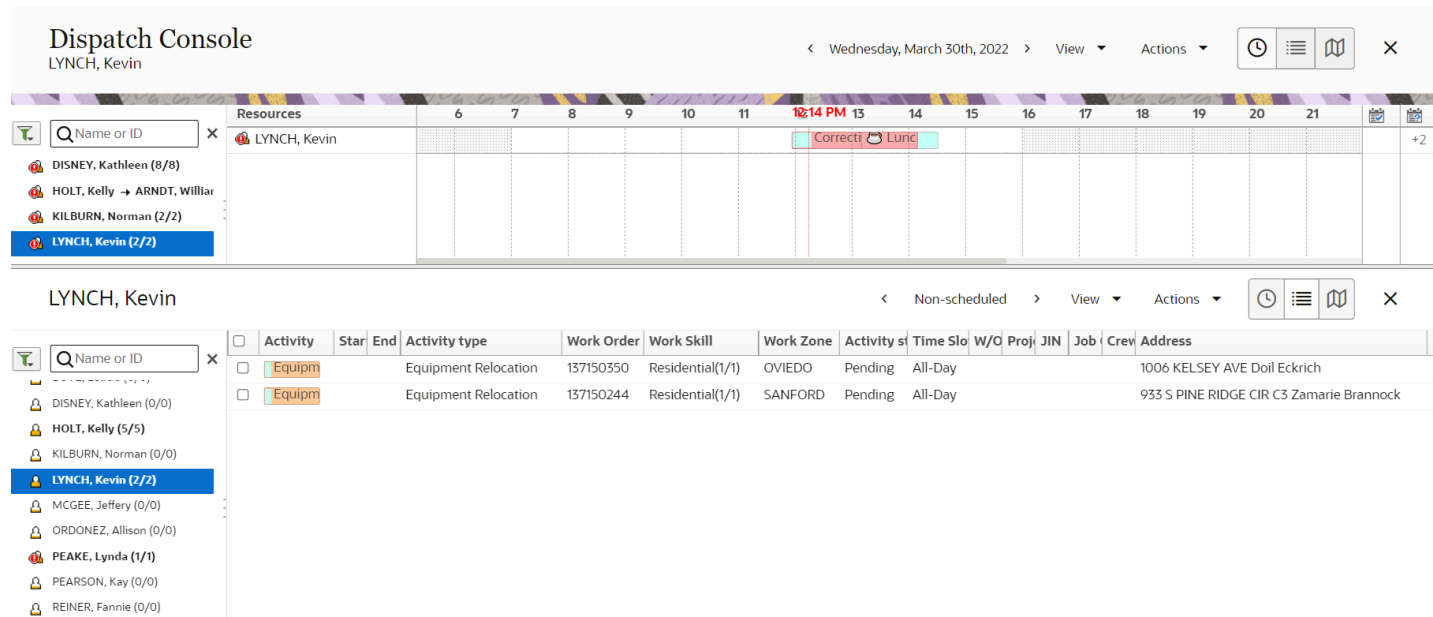 Dispatch Console
LYNCH, Kevin
Wednesday, March 30th, 2022 View Actions
Resources 6 7 8 9 10 11 12:14 PM 13 14 15 16 17 18 19 20 21
Name or ID
LYNCH, Kevin Correcti Lunc +2
DISNEY, Kathleen (8/8)
HOLT, Kelly → ARNDT, Williar
KILBURN, Norman (2/2)
LYNCH, Kevin (2/2)
LYNCH, Kevin Non-scheduled View Actions
Activity Star End Activity type Work Order Work Skill Work Zone Activity st Time Slo W/O Proj JIN Job Crew Address
Name or ID
Equipm Equipment Relocation 137150350 Residential(1/1) OVIEDO Pending All-Day 1006 KELSEY AVE Doil Eckrich
Equipm Equipment Relocation 137150244 Residential(1/1) SANFORD Pending All-Day 933 S PINE RIDGE CIR C3 Zamarie Brannock
DISNEY, Kathleen (0/0)
HOLT, Kelly (5/5)
KILBURN, Norman (0/0)
LYNCH, Kevin (2/2)
MCGEE, Jeffery (0/0)
ORDONEZ, Allison (0/0)
PEAKE, Lynda (1/1)
PEARSON, Kay (0/0)
REINER, Fannie (0/0)